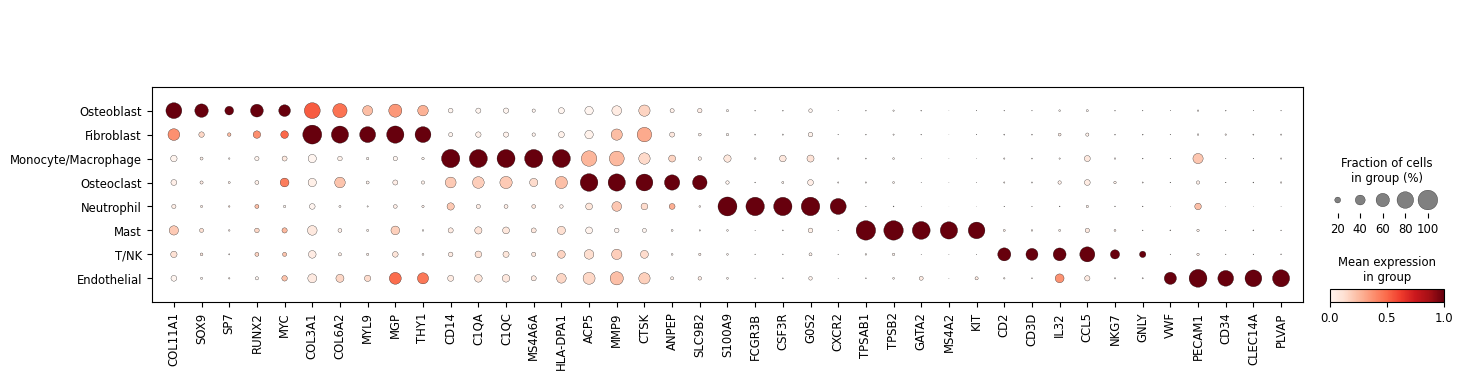 Osteoblast
Fibroblast
Monocyte/Macrophage
Osteoclast
Neutrophil
Mast
T/NK
Endothelial
COL11A1
SOX9
SP7
RUNX2
MYC
COL3A1
COL6A2
MYL9
MGP
THY1
CD14
C1QA
C1QC
MS4A6A
HLA-DPA1
ACP5
MMP9
CTSK
ANPEP
SLC9B2
S100A9
FCGR3B
CSF3R
G0S2
CXCR2
TPSAB1
TPSB2
GATA2
MS4A2
KIT
CD2
CD3D
IL32
CCL5
NKG7
GNLY
VWF
PECAM1
CD34
CLEC14A
PLVAP
Fraction of cells
in group (%)
20 40 60 80 100
Mean expression
in group
0.0 0.5 1.0